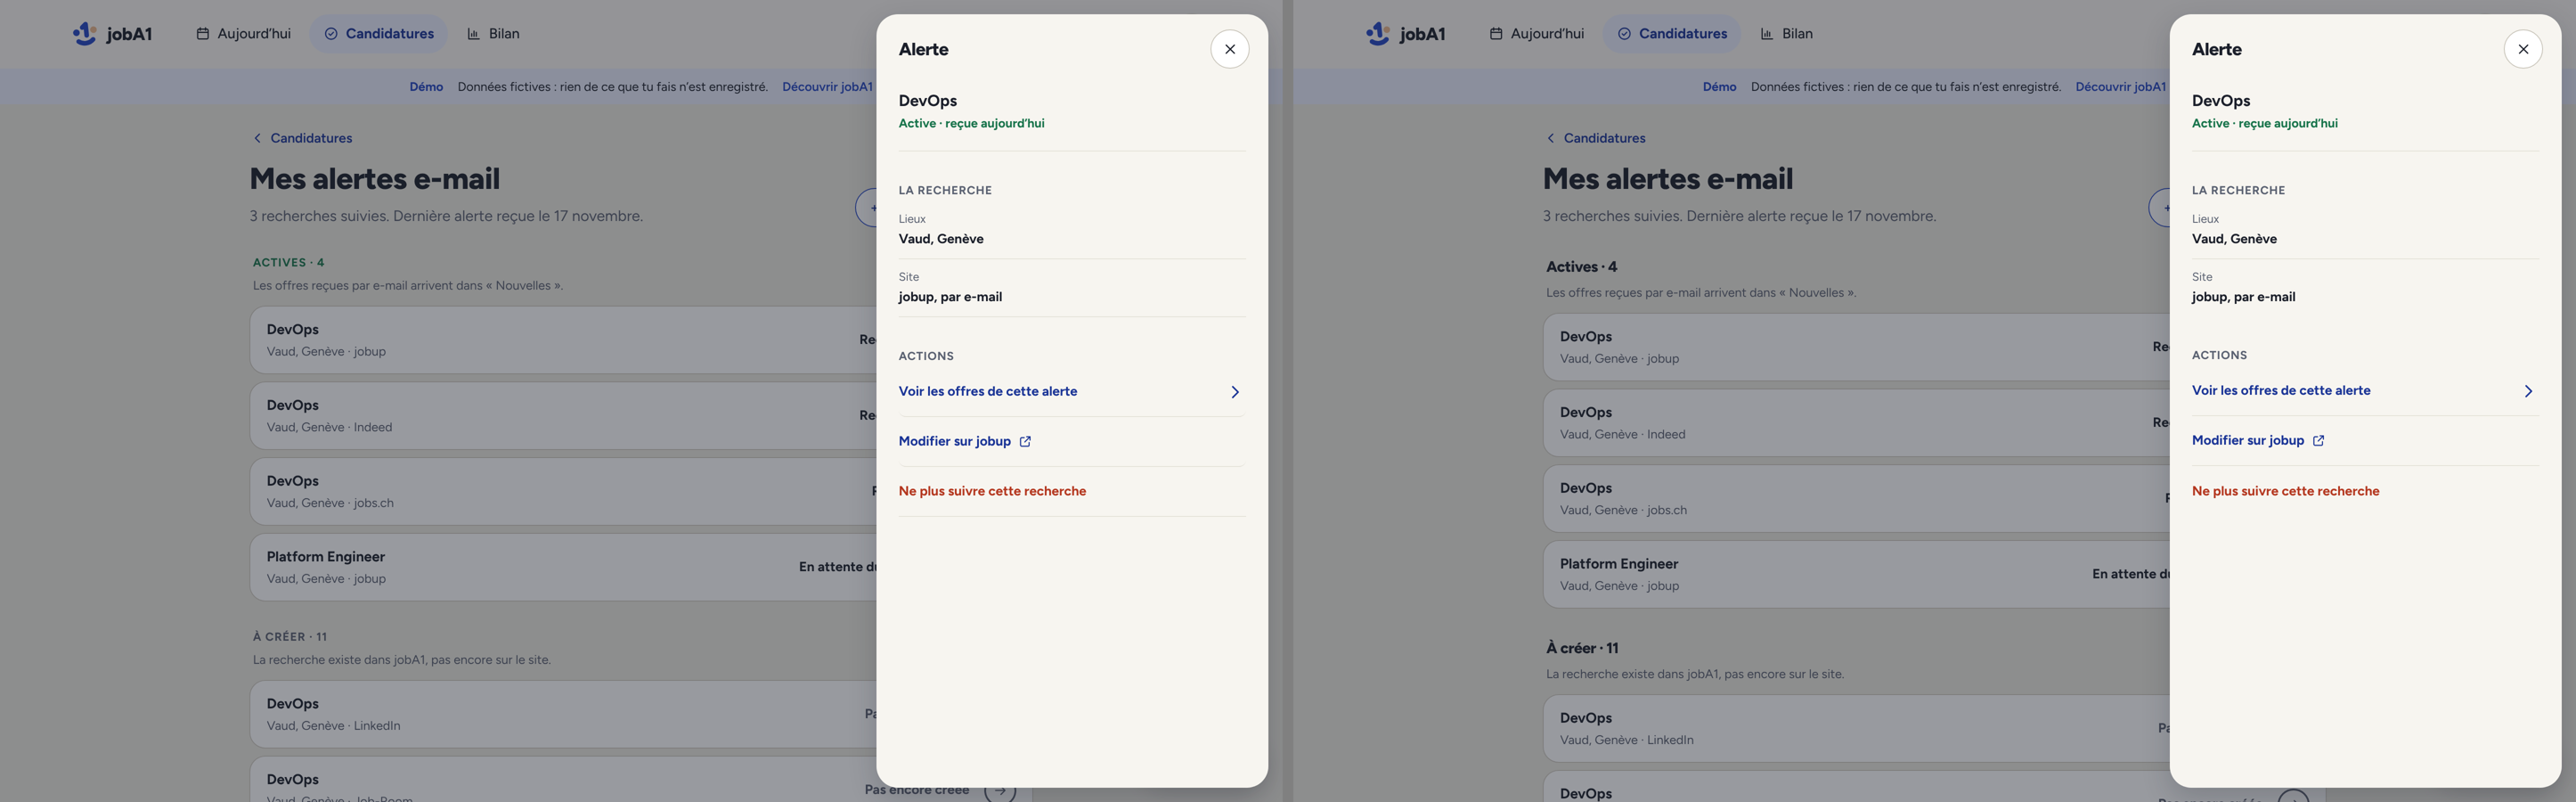 jobA1
Aujourd'hui
Candidatures
Bilan
Démo Données fictives : rien de ce que tu fais n'est enregistré. Découvrir jobA1
Candidatures
Mes alertes e-mail
3 recherches suivies. Dernière alerte reçue le 17 novembre.
ACTIVES · 4
Les offres reçues par e-mail arrivent dans « Nouvelles ».
DevOps
Vaud, Genève · jobup
DevOps
Vaud, Genève · Indeed
DevOps
Vaud, Genève · jobs.ch
Platform Engineer
Vaud, Genève · jobup
En attente
À CRÉER · 11
La recherche existe dans jobA1, pas encore sur le site.
DevOps
Vaud, Genève · LinkedIn
DevOps
Vaud, Genève · Job-Room
Pas encore créée
Alerte
DevOps
Active · reçue aujourd'hui
LA RECHERCHE
Lieux
Vaud, Genève
Site
jobup, par e-mail
ACTIONS
Voir les offres de cette alerte
Modifier sur jobup
Ne plus suivre cette recherche
jobA1
Aujourd'hui
Candidatures
Bilan
Démo Données fictives : rien de ce que tu fais n'est enregistré. Découvrir jobA1
Candidatures
Mes alertes e-mail
3 recherches suivies. Dernière alerte reçue le 17 novembre.
Actives · 4
Les offres reçues par e-mail arrivent dans « Nouvelles ».
DevOps
Vaud, Genève · jobup
DevOps
Vaud, Genève · Indeed
DevOps
Vaud, Genève · jobs.ch
Platform Engineer
Vaud, Genève · jobup
En attente
À créer · 11
La recherche existe dans jobA1, pas encore sur le site.
DevOps
Vaud, Genève · LinkedIn
DevOps
Alerte
DevOps
Active · reçue aujourd'hui
LA RECHERCHE
Lieux
Vaud, Genève
Site
jobup, par e-mail
ACTIONS
Voir les offres de cette alerte
Modifier sur jobup
Ne plus suivre cette recherche